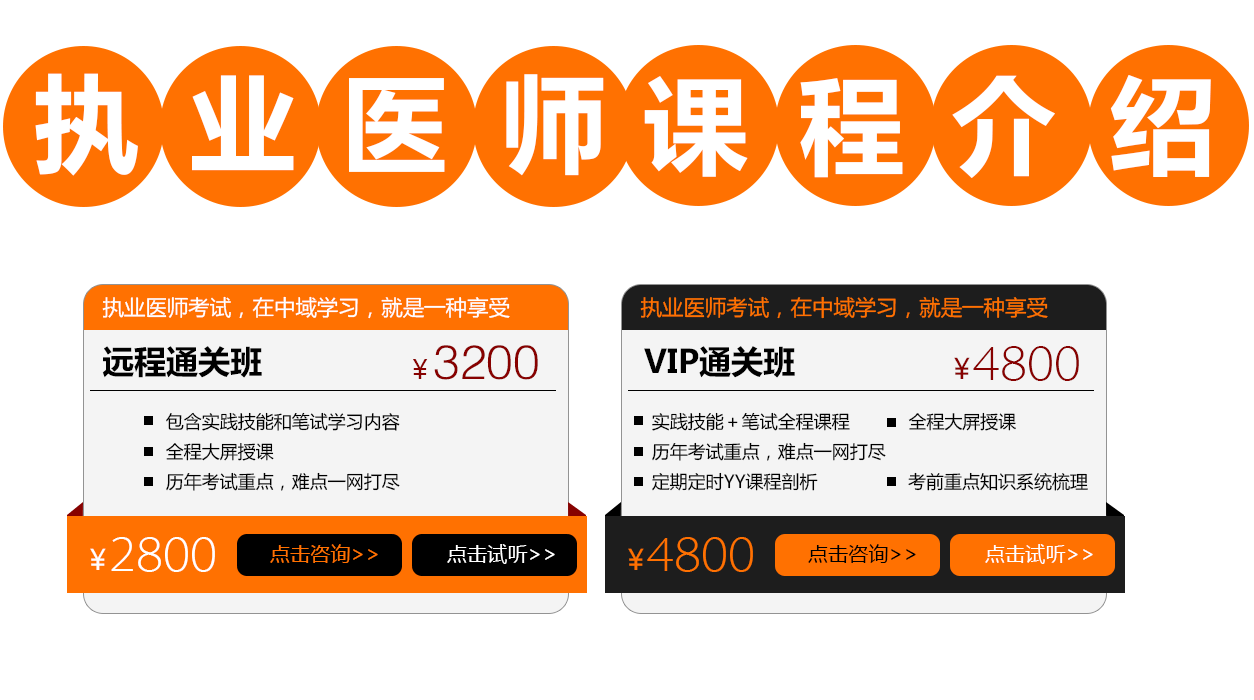 执业医师课程介绍
执业医师考试，在中域学习，就是一种享受
远程通关班 ¥3200
■ 包含实践技能和笔试学习内容
■ 全程大屏授课
■ 历年考试重点，难点一网打尽
¥2800 点击咨询>> 点击试听>>
执业医师考试，在中域学习，就是一种享受
VIP通关班 ¥4800
■ 实践技能＋笔试全程课程 ■ 全程大屏授课
■ 历年考试重点，难点一网打尽
■ 定期定时YY课程剖析 ■ 考前重点知识系统梳理
¥4800 点击咨询>> 点击试听>>